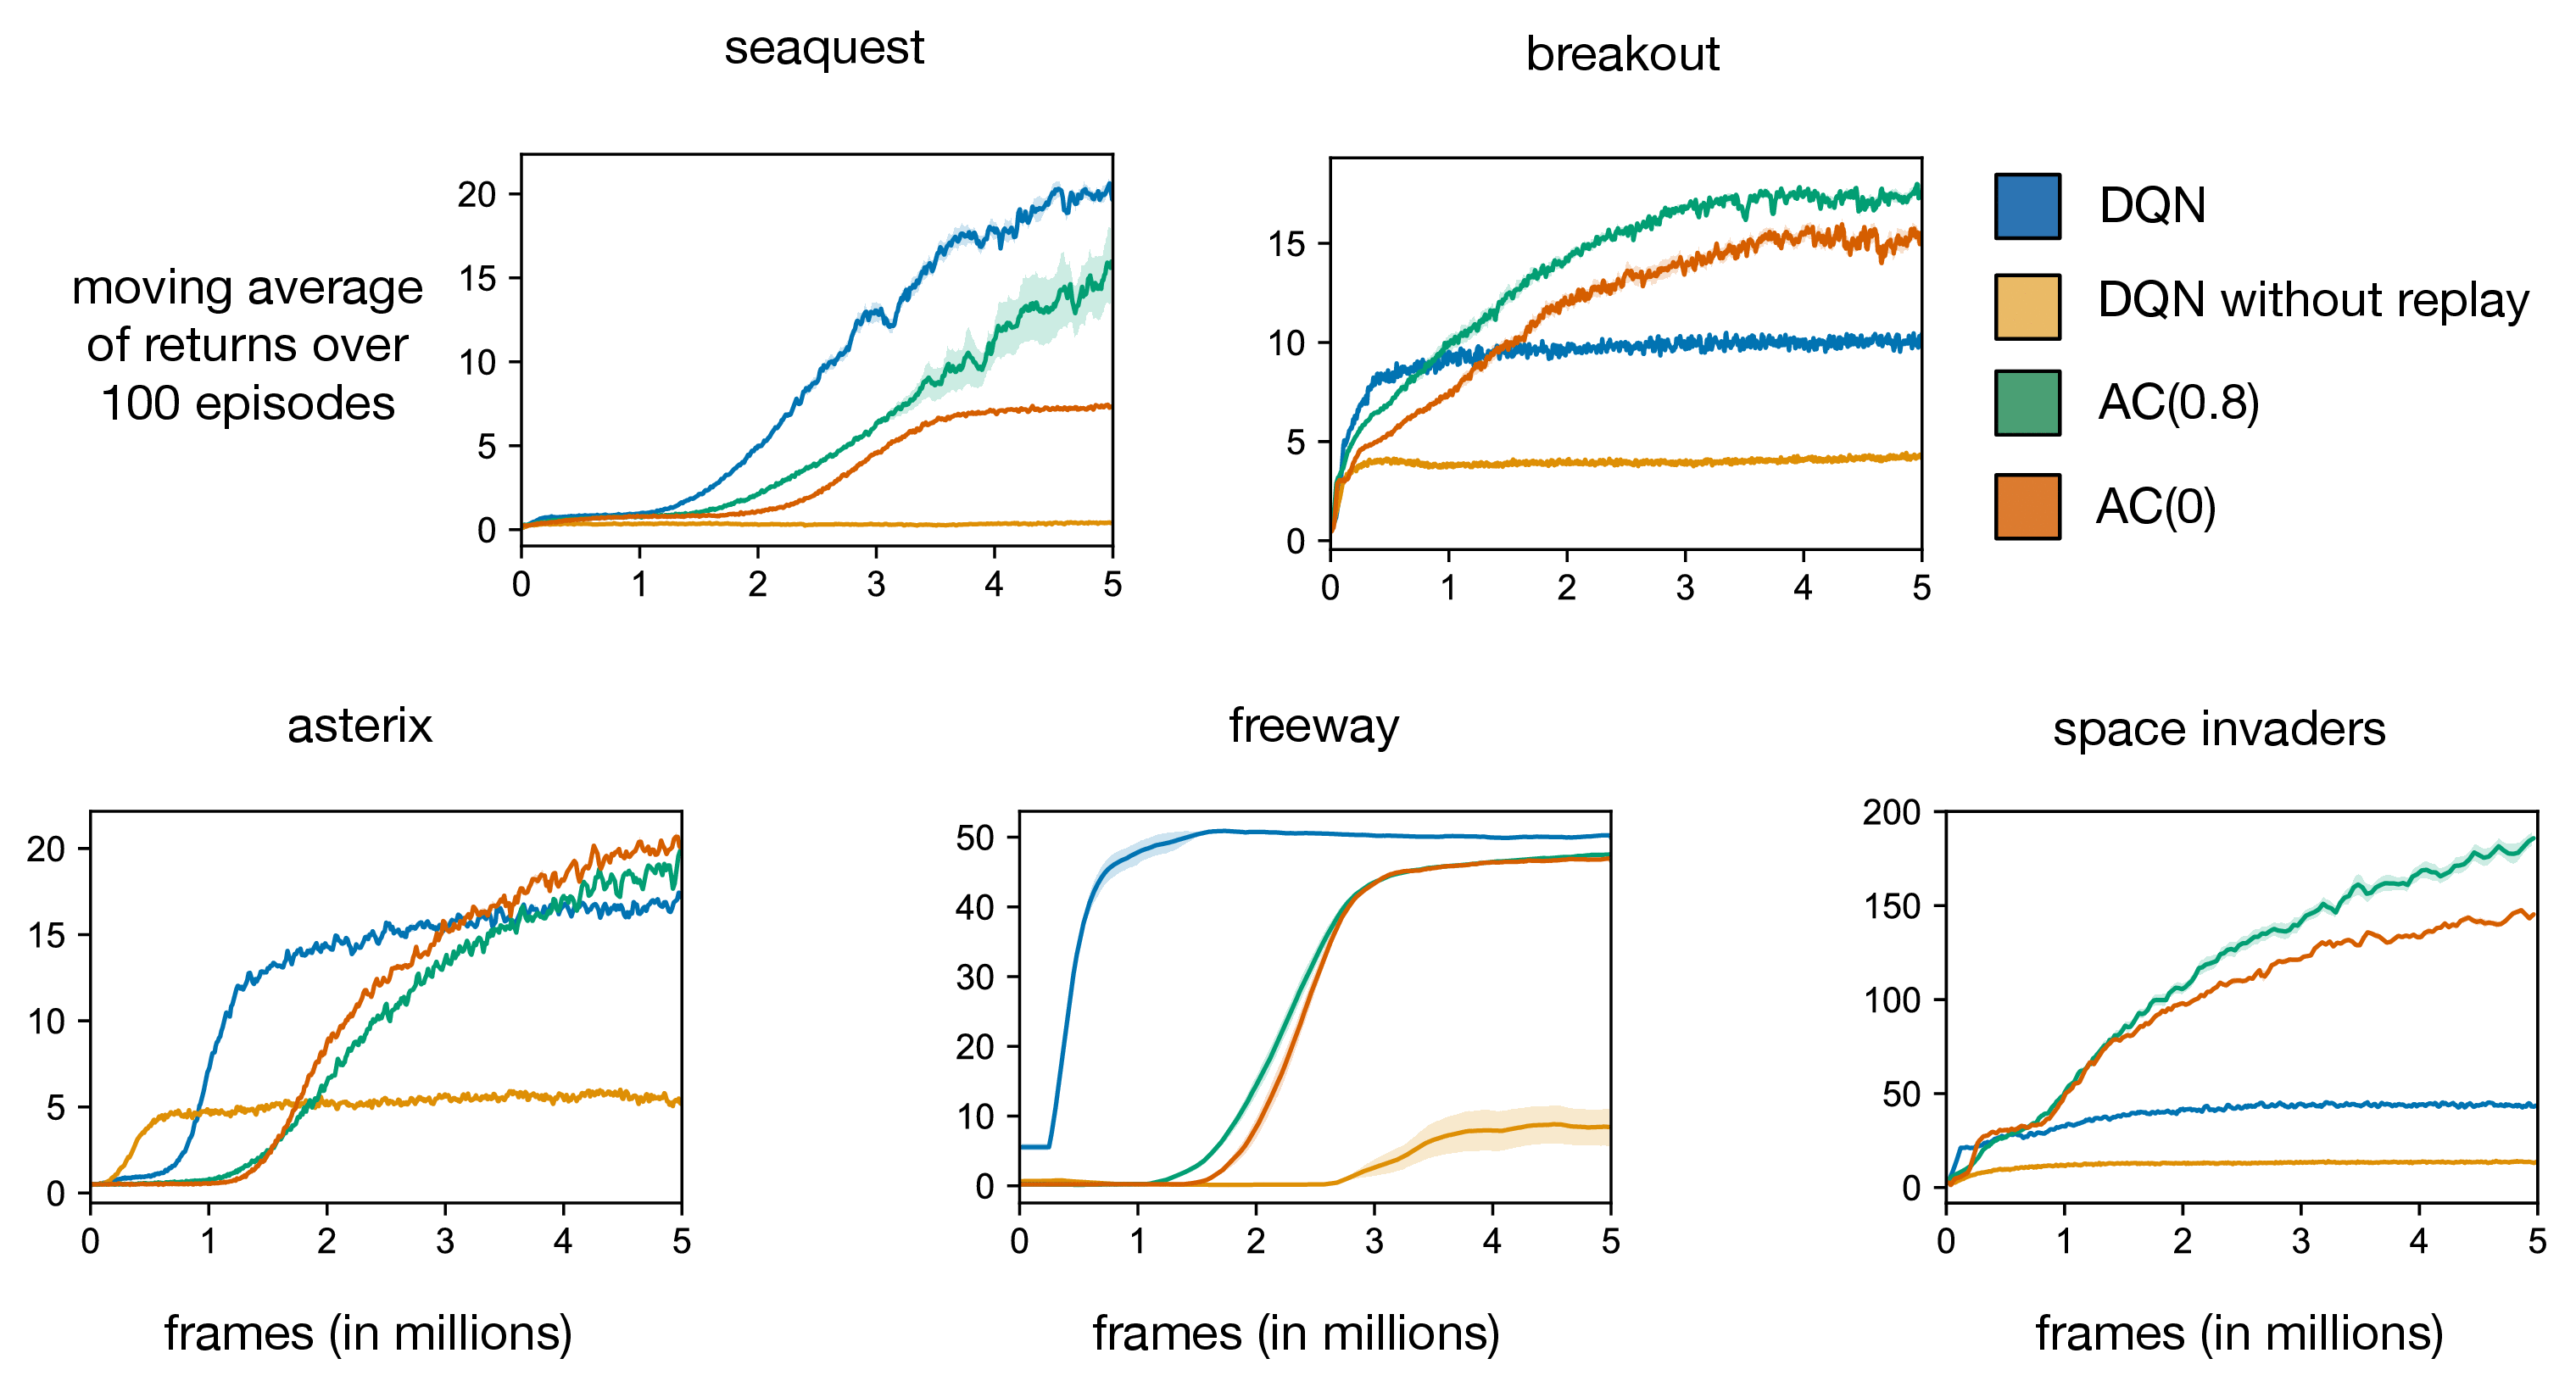 seaquest
breakout
moving average
of returns over
100 episodes
20
15
10
5
0
0 1 2 3 4 5
15
10
5
0
0 1 2 3 4 5
DQN
DQN without replay
AC(0.8)
AC(0)
asterix
freeway
space invaders
20
15
10
5
0
0 1 2 3 4 5
frames (in millions)
50
40
30
20
10
0
0 1 2 3 4 5
frames (in millions)
200
150
100
50
0
0 1 2 3 4 5
frames (in millions)